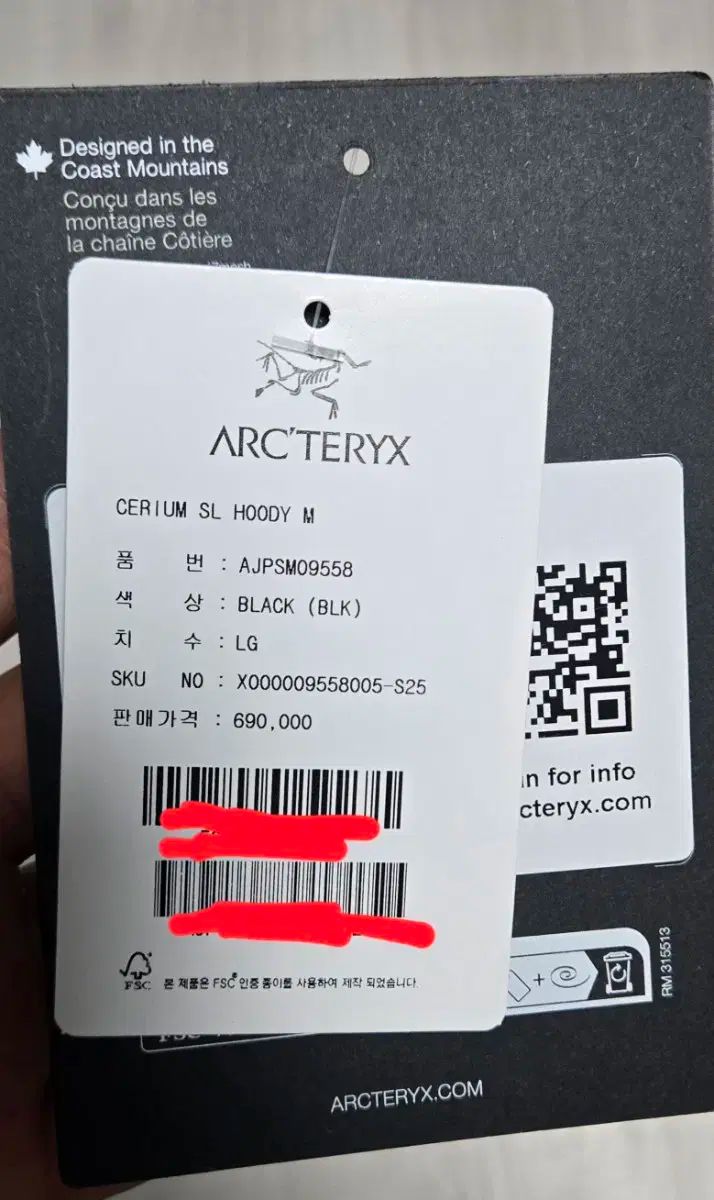 Designed in the
Coast Mountains
Conçu dans les
montagnes de
la chaîne Côtière
ARC'TERYX
CERIUM SL HOODY M
품 번 : AJPSM09558
색 상 : BLACK (BLK)
치 수 : LG
SKU NO : X000009558005-S25
판매가격 : 690,000
n for info
cteryx.com
FSC
본 제품은 FSC® 인증 종이를 사용하여 제작 되었습니다.
RM 315513
ARCTERYX.COM